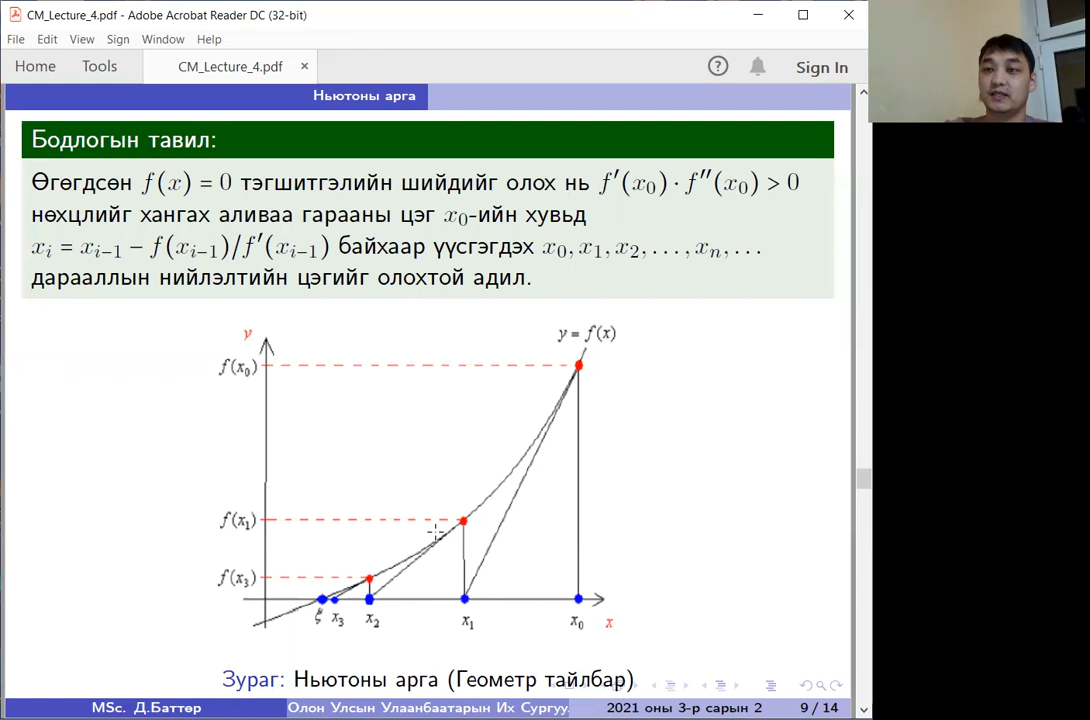 CM_Lecture_4.pdf - Adobe Acrobat Reader DC (32-bit)
File Edit View Sign Window Help
Home Tools CM_Lecture_4.pdf × Sign In
Ньютоны арга
Бодлогын тавил:
Өгөгдсөн f(x) = 0 тэгшитгэлийн шийдийг олох нь f′(x₀) · f″(x₀) > 0
нөхцлийг хангах аливаа гарааны цэг x₀-ийн хувьд
xᵢ = xᵢ₋₁ − f(xᵢ₋₁)/f′(xᵢ₋₁) байхаар үүсгэгдэх x₀, x₁, x₂, . . . , xₙ, . . .
дарааллын нийлэлтийн цэгийг олохтой адил.
y
y = f(x)
f(x₀)
f(x₁)
f(x₃)
ξ x₃ x₂ x₁ x₀ x
Зураг: Ньютоны арга (Геометр тайлбар)
MSc. Д.Баттөр Олон Улсын Улаанбаатарын Их Сургуу. 2021 оны 3-р сарын 2 9 / 14